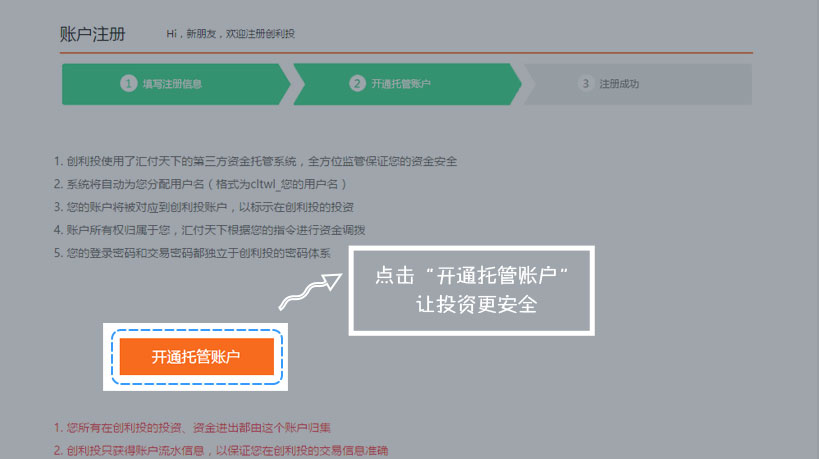 账户注册 Hi，新朋友，欢迎注册创利投
1 填写注册信息 2 开通托管账户 3 注册成功
1. 创利投使用了汇付天下的第三方资金托管系统，全方位监管保证您的资金安全
2. 系统将自动为您分配用户名（格式为cltwl_您的用户名）
3. 您的账户将被对应到创利投账户，以标示在创利投的投资
4. 账户所有权归属于您，汇付天下根据您的指令进行资金调拨
5. 您的登录密码和交易密码都独立于创利投的密码体系
点击“开通托管账户“
让投资更安全
开通托管账户
1. 您所有在创利投的投资、资金进出都由这个账户归集
2. 创利投只获得账户流水信息，以保证您在创利投的交易信息准确